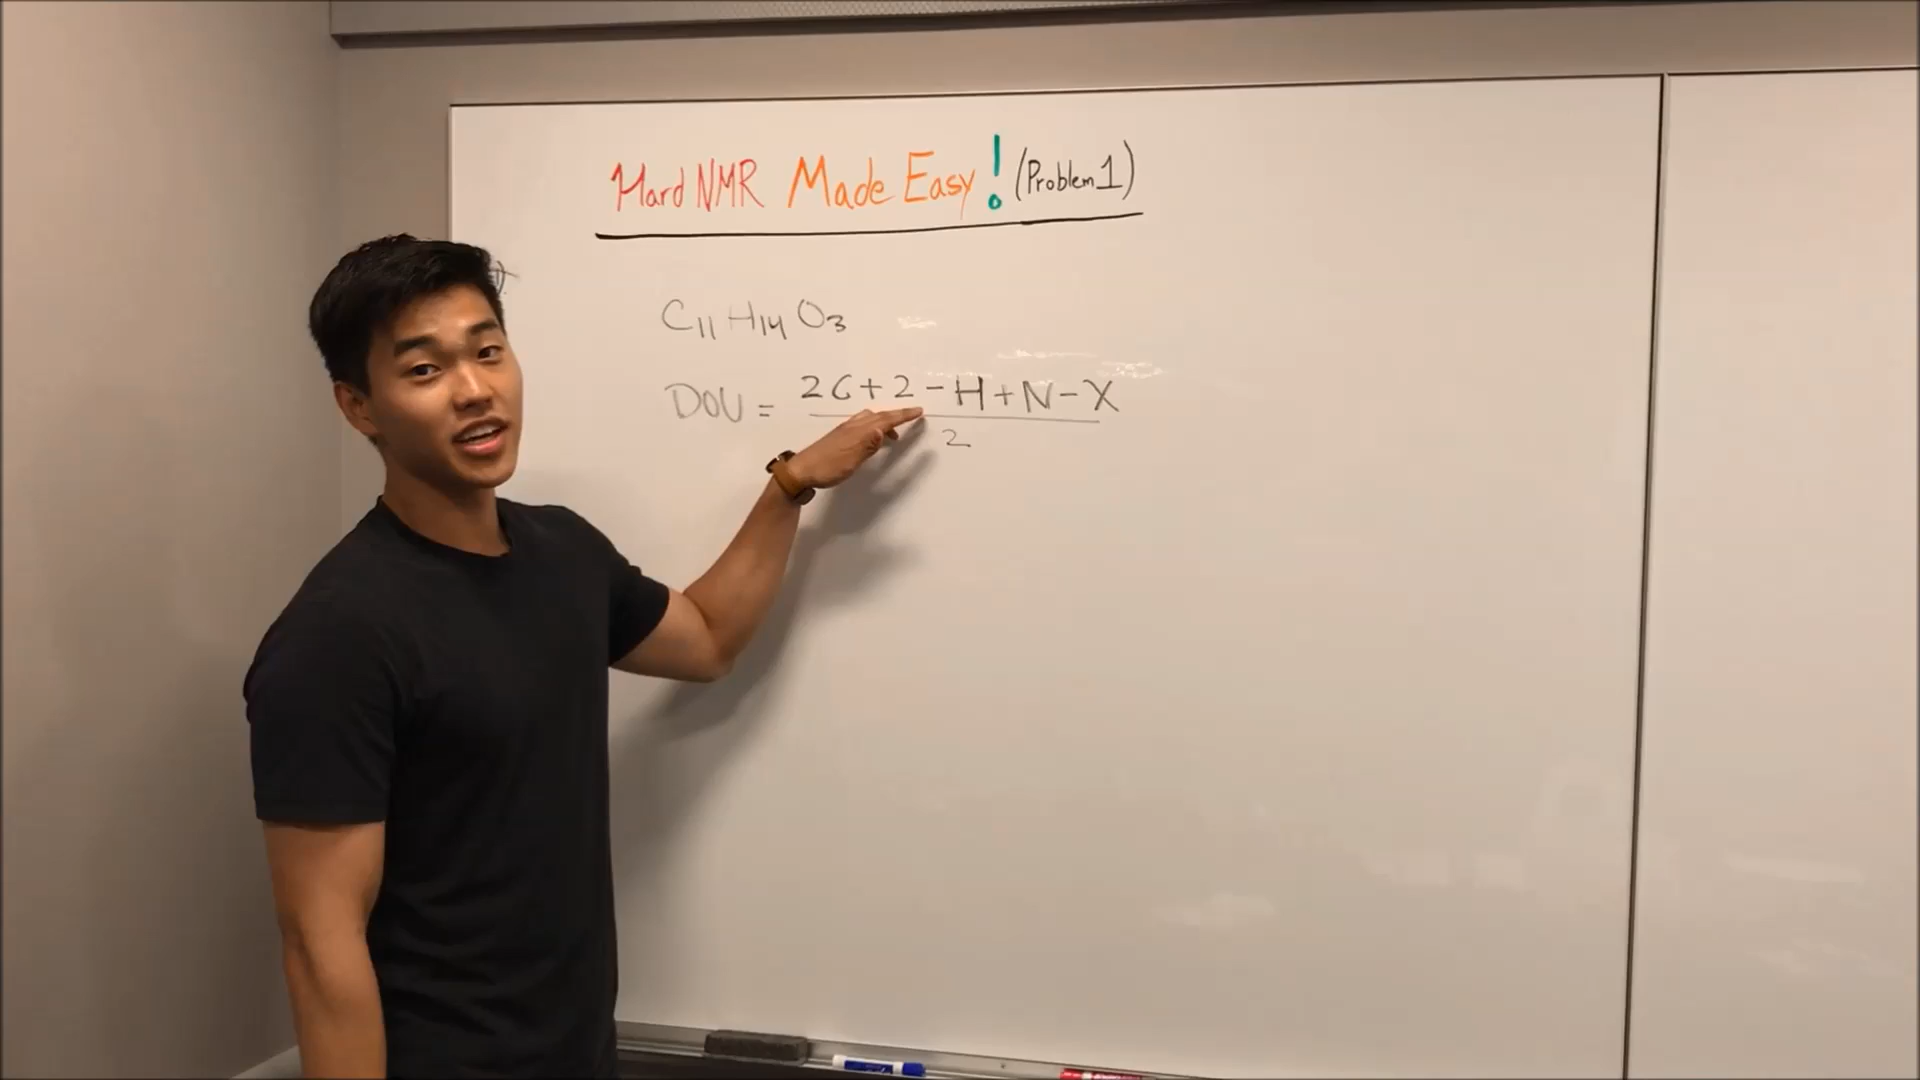 Hard NMR Made Easy! (Problem 1)
C₁₁ H₁₄ O₃
DOU = 2C+2-H+N-X
2